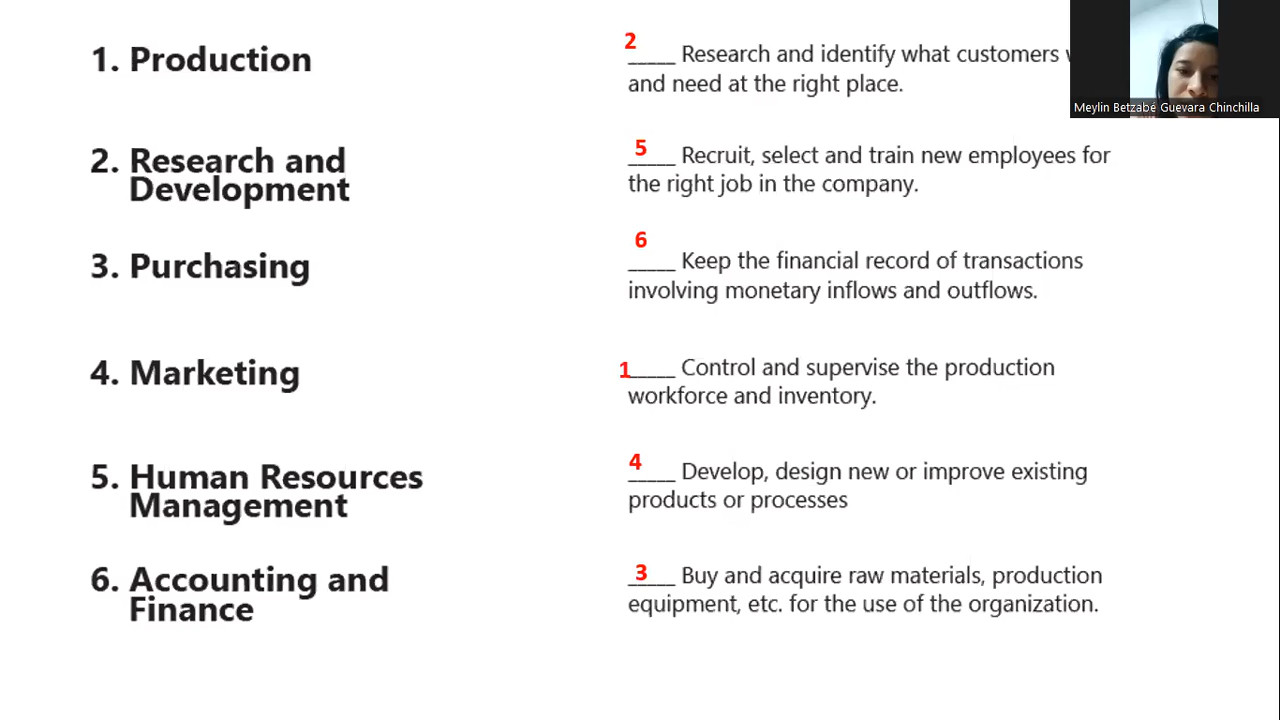 1. Production
2. Research and
Development
3. Purchasing
4. Marketing
5. Human Resources
Management
6. Accounting and
Finance
2
_____ Research and identify what customers
and need at the right place.
5
_____ Recruit, select and train new employees for
the right job in the company.
6
_____ Keep the financial record of transactions
involving monetary inflows and outflows.
1_____ Control and supervise the production
workforce and inventory.
4
_____ Develop, design new or improve existing
products or processes
3
_____ Buy and acquire raw materials, production
equipment, etc. for the use of the organization.
Meylin Betzabé Guevara Chinchilla